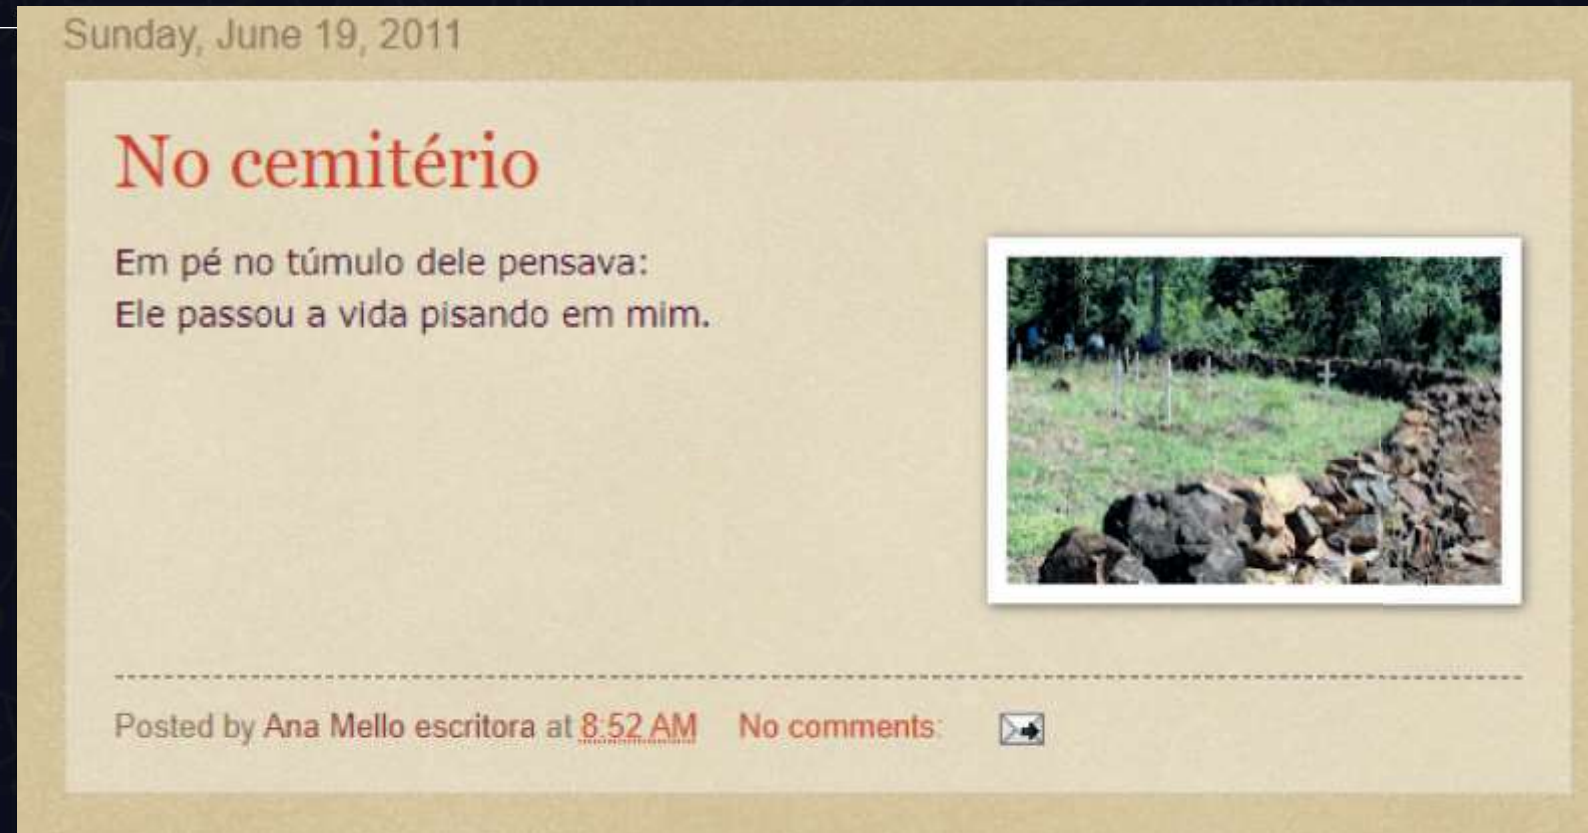 Sunday, June 19, 2011
No cemitério
Em pé no túmulo dele pensava:
Ele passou a vida pisando em mim.
Posted by Ana Mello escritora at 8:52 AM No comments: